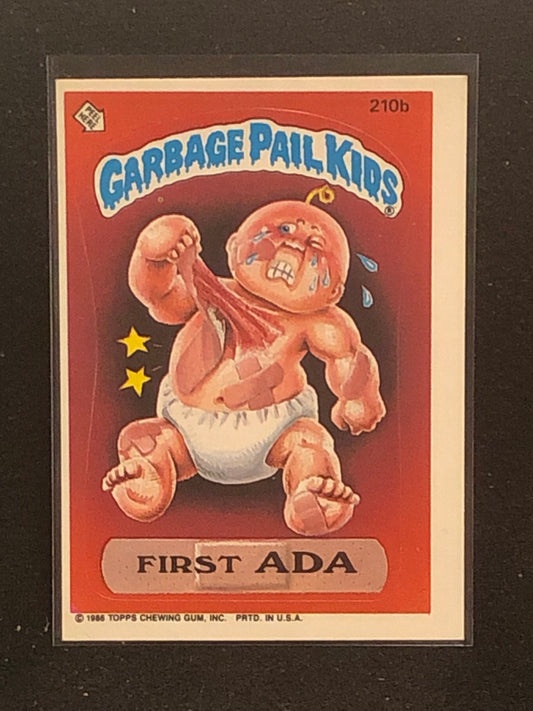 PEEL HERE
210b
GARBAGE PAIL KIDS®
FIRST ADA
© 1986 TOPPS CHEWING GUM, INC. PRTD. IN U.S.A.